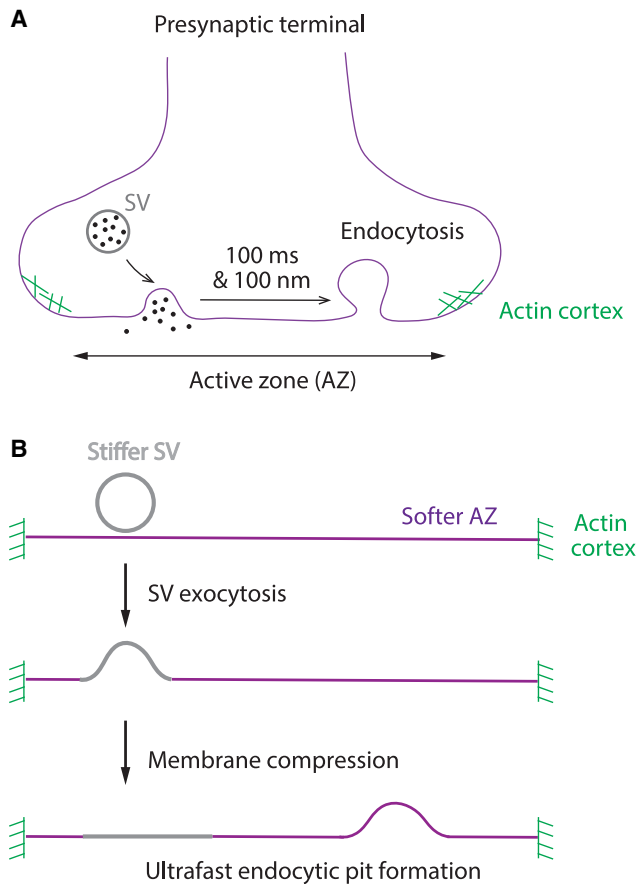 A
Presynaptic terminal
SV
Endocytosis
100 ms
& 100 nm
Actin cortex
Active zone (AZ)
B
Stiffer SV
Softer AZ
Actin
cortex
SV exocytosis
Membrane compression
Ultrafast endocytic pit formation